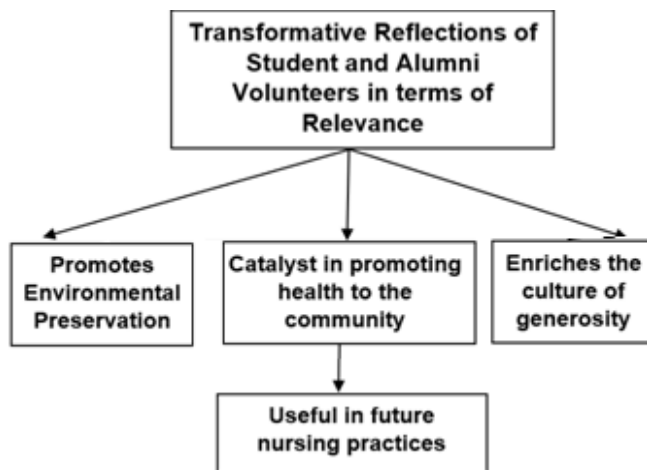 Transformative Reflections of
Student and Alumni
Volunteers in terms of
Relevance
Promotes
Environmental
Preservation
Catalyst in promoting
health to the
community
Enriches the
culture of
generosity
Useful in future
nursing practices